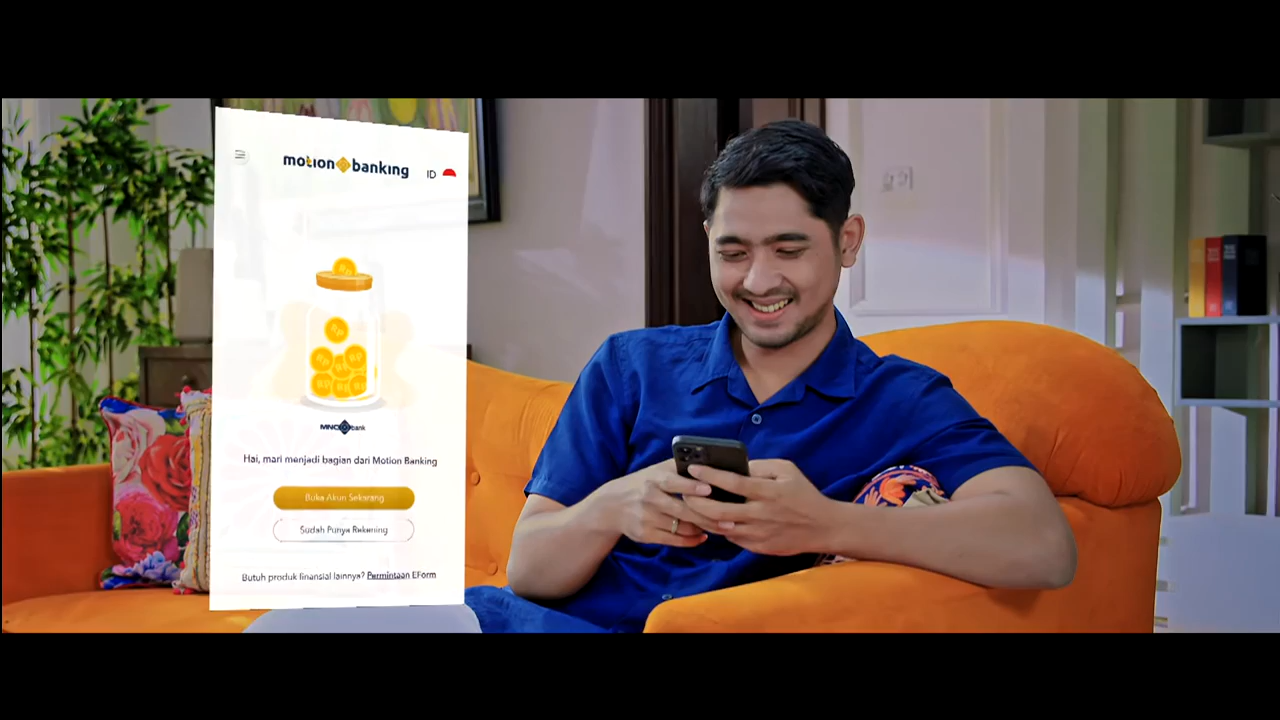 motion banking
ID
MNC bank
Hai, mari menjadi bagian dari Motion Banking
Buka Akun Sekarang
Sudah Punya Rekening
Butuh produk finansial lainnya? Permintaan EForm